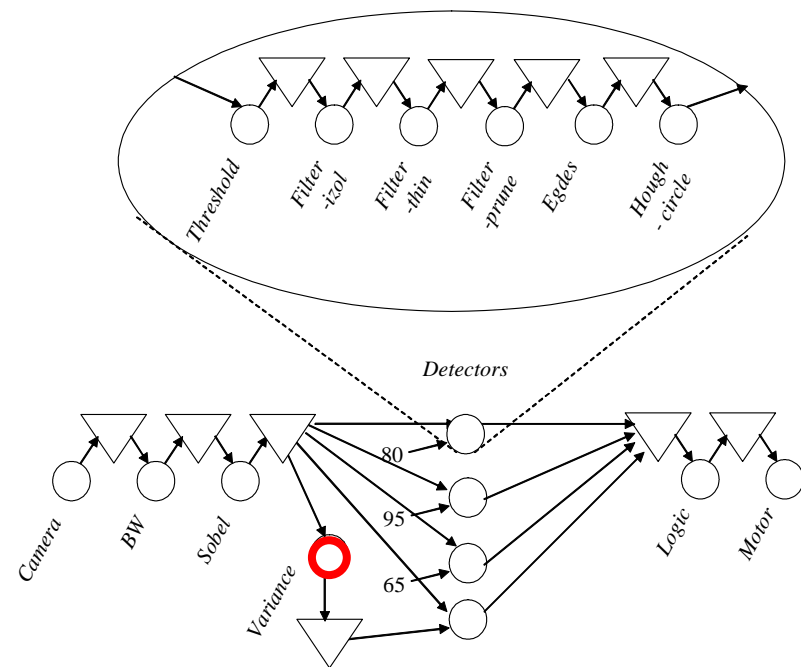 Threshold
Filter
-izol
Filter
-thin
Filter
-prune
Egdes
Hough
- circle
Detectors
80
95
65
Camera
BW
Sobel
Variance
Logic
Motor